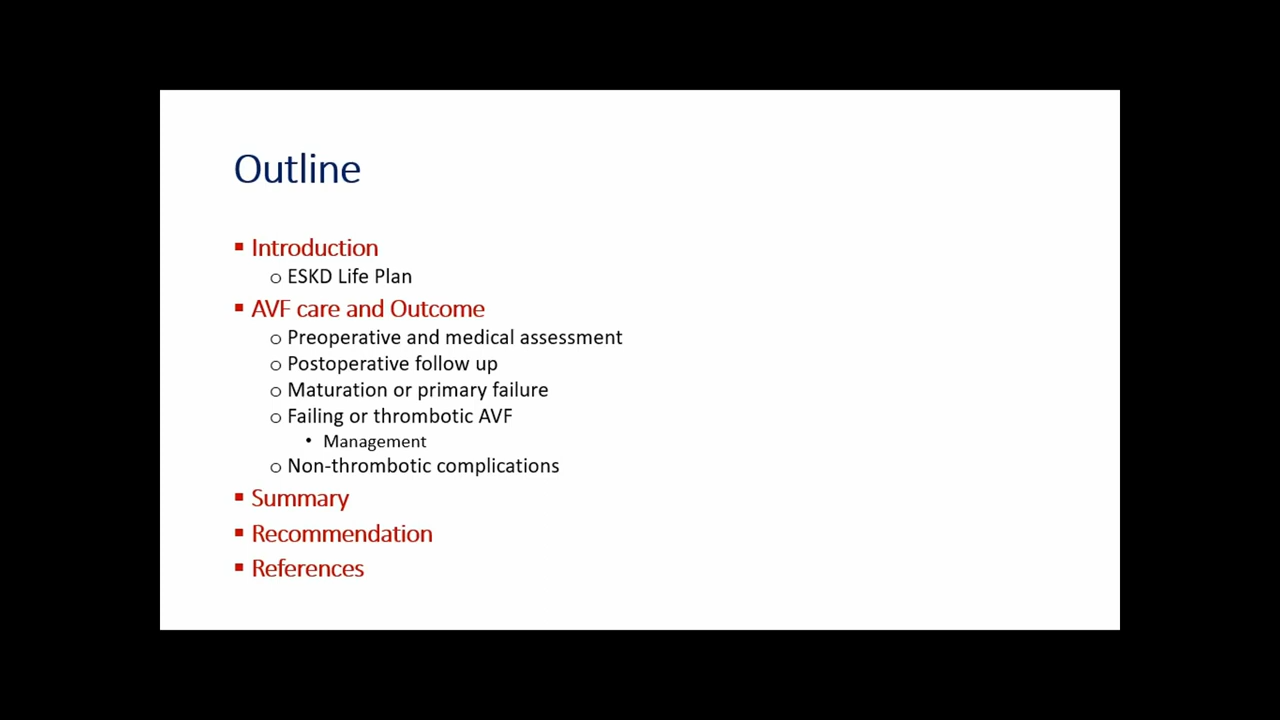 Outline
▪ Introduction
o ESKD Life Plan
▪ AVF care and Outcome
o Preoperative and medical assessment
o Postoperative follow up
o Maturation or primary failure
o Failing or thrombotic AVF
• Management
o Non-thrombotic complications
▪ Summary
▪ Recommendation
▪ References